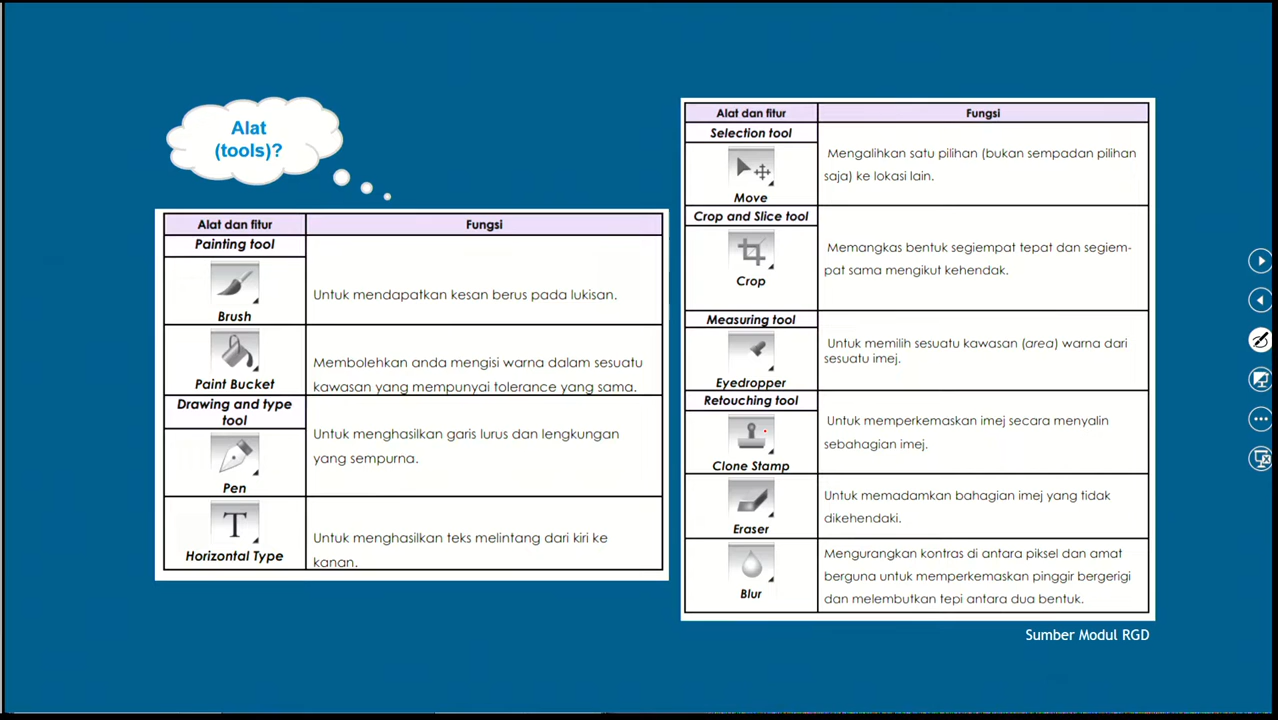 Alat
(tools)?
Alat dan fitur
Fungsi
Painting tool
Brush
Untuk mendapatkan kesan berus pada lukisan.
Paint Bucket
Membolehkan anda mengisi warna dalam sesuatu
kawasan yang mempunyai tolerance yang sama.
Drawing and type
tool
Pen
Untuk menghasilkan garis lurus dan lengkungan
yang sempurna.
T
Horizontal Type
Untuk menghasilkan teks melintang dari kiri ke
kanan.
Alat dan fitur
Fungsi
Selection tool
Move
Mengalihkan satu pilihan (bukan sempadan pilihan
saja) ke lokasi lain.
Crop and Slice tool
Crop
Memangkas bentuk segiempat tepat dan segiem-
pat sama mengikut kehendak.
Measuring tool
Eyedropper
Untuk memilih sesuatu kawasan (area) warna dari
sesuatu imej.
Retouching tool
Clone Stamp
Untuk memperkemaskan imej secara menyalin
sebahagian imej.
Eraser
Untuk memadamkan bahagian imej yang tidak
dikehendaki.
Blur
Mengurangkan kontras di antara piksel dan amat
berguna untuk memperkemaskan pinggir bergerigi
dan melembutkan tepi antara dua bentuk.
Sumber Modul RGD